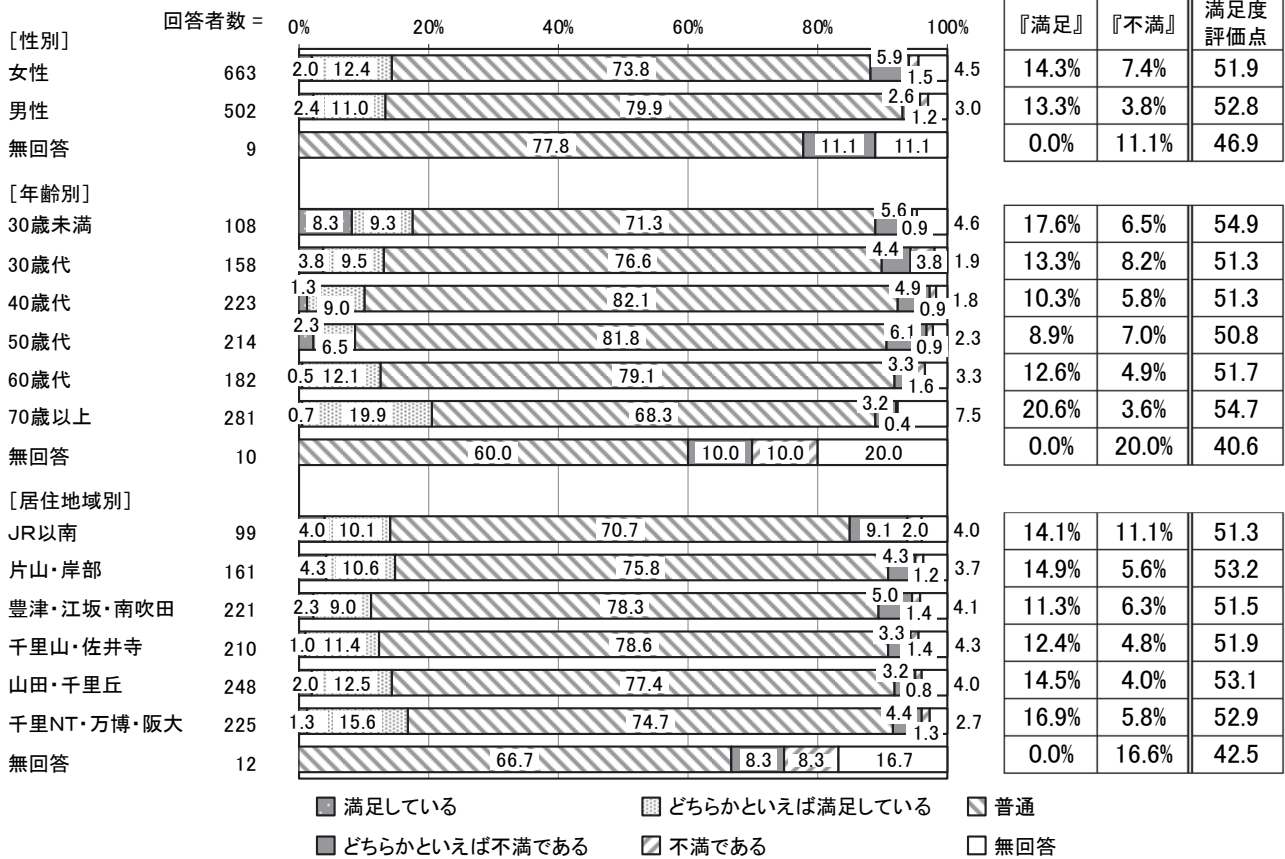 回答者数 = 0% 20% 40% 60% 80% 100% 『満足』 『不満』 満足度評価点
[性別]
女性 663 2.0 12.4 73.8 5.9 1.5 4.5 14.3% 7.4% 51.9
男性 502 2.4 11.0 79.9 2.6 1.2 3.0 13.3% 3.8% 52.8
無回答 9 77.8 11.1 11.1 0.0% 11.1% 46.9
[年齢別]
30歳未満 108 8.3 9.3 71.3 5.6 0.9 4.6 17.6% 6.5% 54.9
30歳代 158 3.8 9.5 76.6 4.4 3.8 1.9 13.3% 8.2% 51.3
40歳代 223 1.3 9.0 82.1 4.9 0.9 1.8 10.3% 5.8% 51.3
50歳代 214 2.3 6.5 81.8 6.1 0.9 2.3 8.9% 7.0% 50.8
60歳代 182 0.5 12.1 79.1 3.3 1.6 3.3 12.6% 4.9% 51.7
70歳以上 281 0.7 19.9 68.3 3.2 0.4 7.5 20.6% 3.6% 54.7
無回答 10 60.0 10.0 10.0 20.0 0.0% 20.0% 40.6
[居住地域別]
JR以南 99 4.0 10.1 70.7 9.1 2.0 4.0 14.1% 11.1% 51.3
片山・岸部 161 4.3 10.6 75.8 4.3 1.2 3.7 14.9% 5.6% 53.2
豊津・江坂・南吹田 221 2.3 9.0 78.3 5.0 1.4 4.1 11.3% 6.3% 51.5
千里山・佐井寺 210 1.0 11.4 78.6 3.3 1.4 4.3 12.4% 4.8% 51.9
山田・千里丘 248 2.0 12.5 77.4 3.2 0.8 4.0 14.5% 4.0% 53.1
千里NT・万博・阪大 225 1.3 15.6 74.7 4.4 1.3 2.7 16.9% 5.8% 52.9
無回答 12 66.7 8.3 8.3 16.7 0.0% 16.6% 42.5
満足している どちらかといえば満足している 普通
どちらかといえば不満である 不満である 無回答